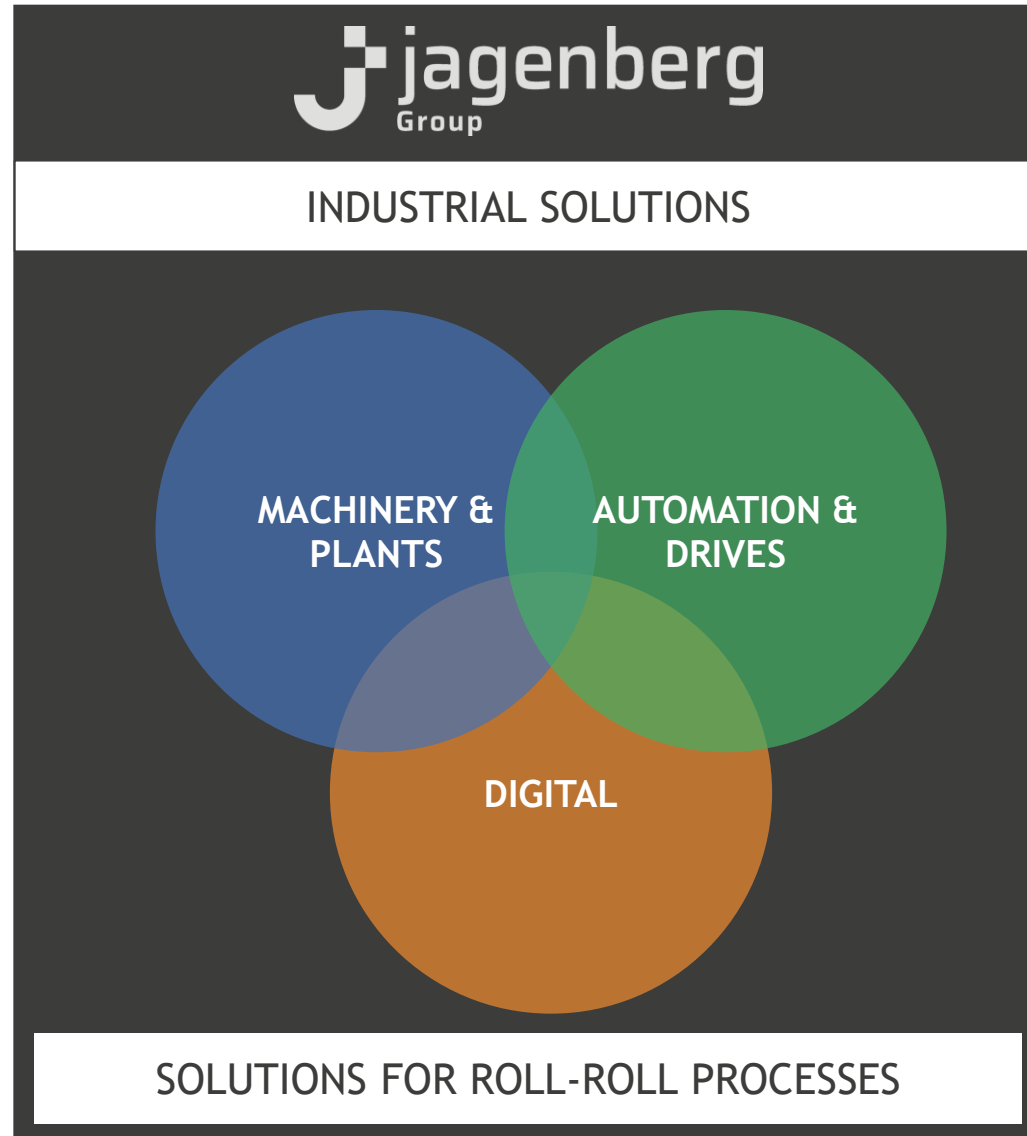 jagenberg
Group
INDUSTRIAL SOLUTIONS
MACHINERY &
PLANTS
AUTOMATION &
DRIVES
DIGITAL
SOLUTIONS FOR ROLL-ROLL PROCESSES